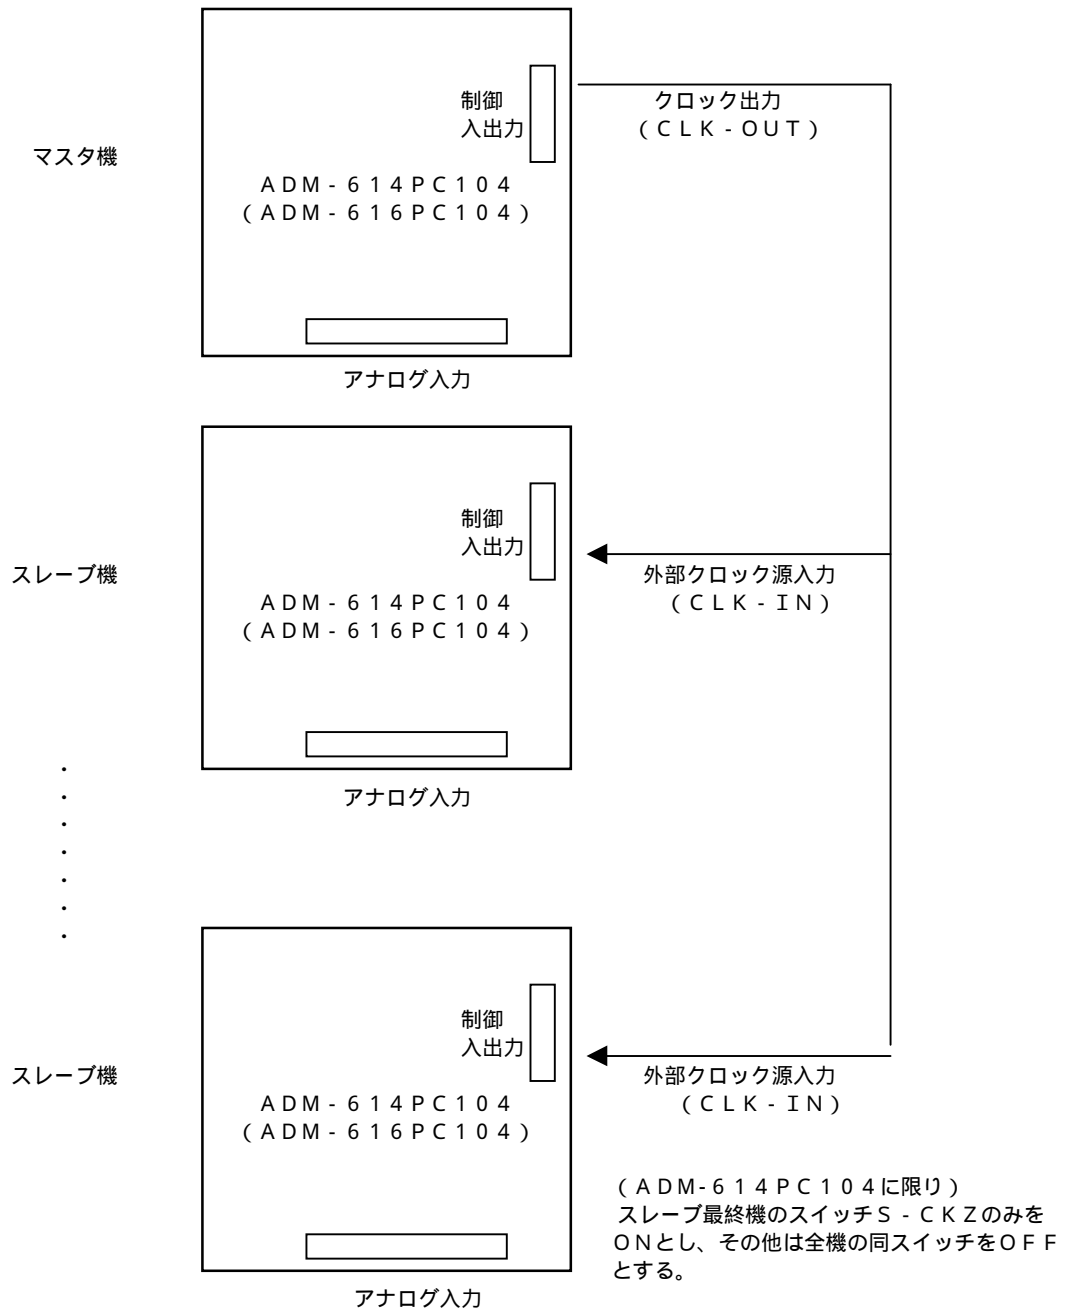 制御
入出力
クロック出力
（ＣＬＫ‐ＯＵＴ）
マスタ機
ＡＤＭ‐６１４ＰＣ１０４
（ＡＤＭ‐６１６ＰＣ１０４）
アナログ入力
制御
入出力
スレーブ機
外部クロック源入力
（ＣＬＫ‐ＩＮ）
ＡＤＭ‐６１４ＰＣ１０４
（ＡＤＭ‐６１６ＰＣ１０４）
アナログ入力
・
・
・
・
・
・
・
制御
入出力
スレーブ機
外部クロック源入力
（ＣＬＫ‐ＩＮ）
ＡＤＭ‐６１４ＰＣ１０４
（ＡＤＭ‐６１６ＰＣ１０４）
（ＡＤＭ‐６１４ＰＣ１０４に限り）
スレーブ最終機のスイッチＳ‐ＣＫＺのみを
ＯＮとし、その他は全機の同スイッチをＯＦＦ
とする。
アナログ入力